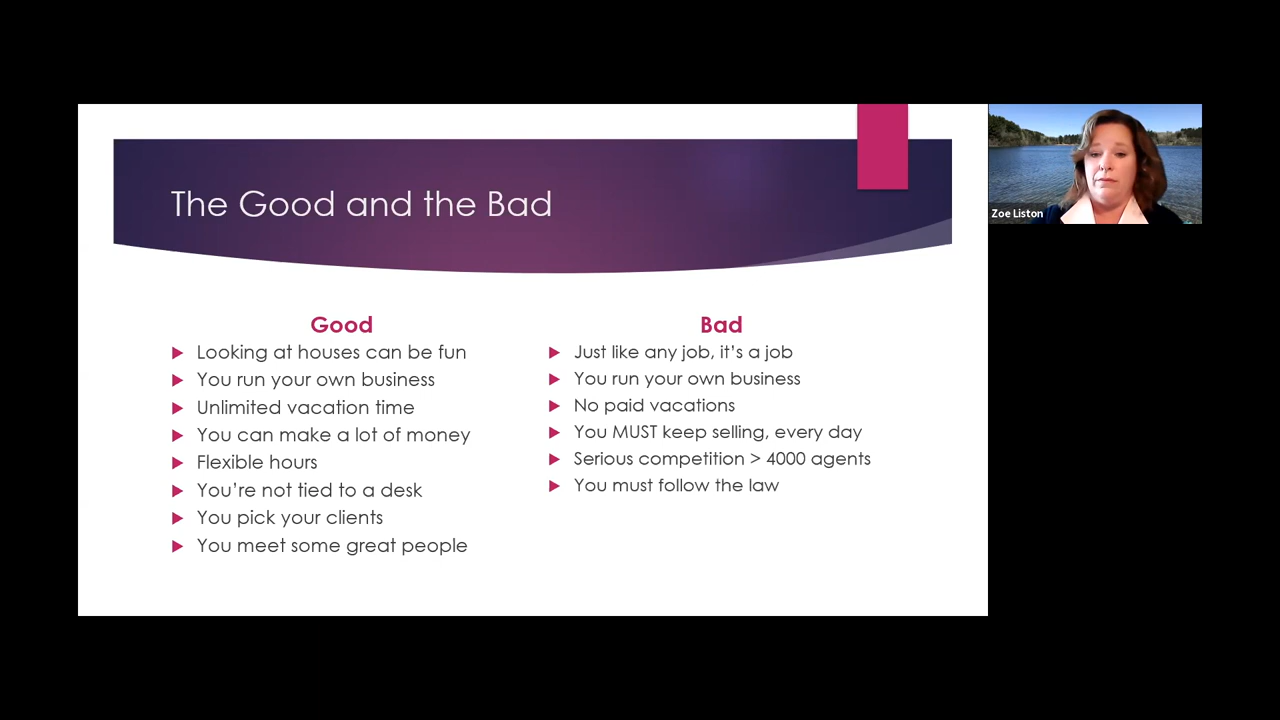 The Good and the Bad
Good
Looking at houses can be fun
You run your own business
Unlimited vacation time
You can make a lot of money
Flexible hours
You’re not tied to a desk
You pick your clients
You meet some great people
Bad
Just like any job, it’s a job
You run your own business
No paid vacations
You MUST keep selling, every day
Serious competition > 4000 agents
You must follow the law
Zoe Liston